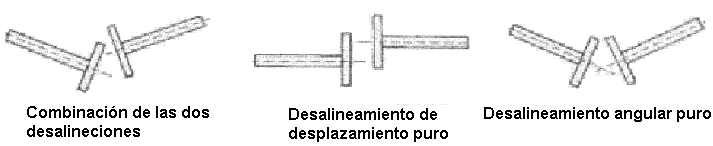 Combinación de las dos
desalineciones
Desalineamiento de
desplazamiento puro
Desalineamiento angular puro